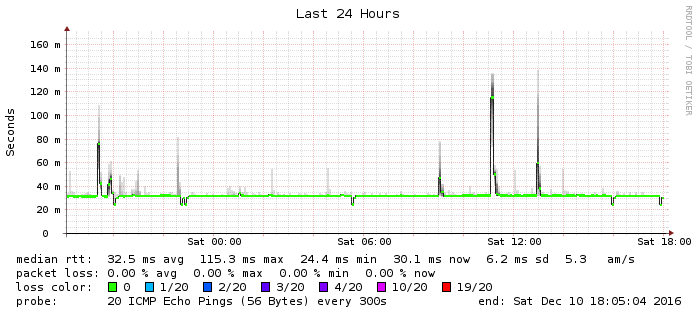 Last 24 Hours
RRDTOOL / TOBI OETIKER
Seconds
160 m
140 m
120 m
100 m
80 m
60 m
40 m
20 m
0
Sat 00:00 Sat 06:00 Sat 12:00 Sat 18:00
median rtt: 32.5 ms avg 115.3 ms max 24.4 ms min 30.1 ms now 6.2 ms sd 5.3 am/s
packet loss: 0.00 % avg 0.00 % max 0.00 % min 0.00 % now
loss color: 0 1/20 2/20 3/20 4/20 10/20 19/20
probe: 20 ICMP Echo Pings (56 Bytes) every 300s end: Sat Dec 10 18:05:04 2016